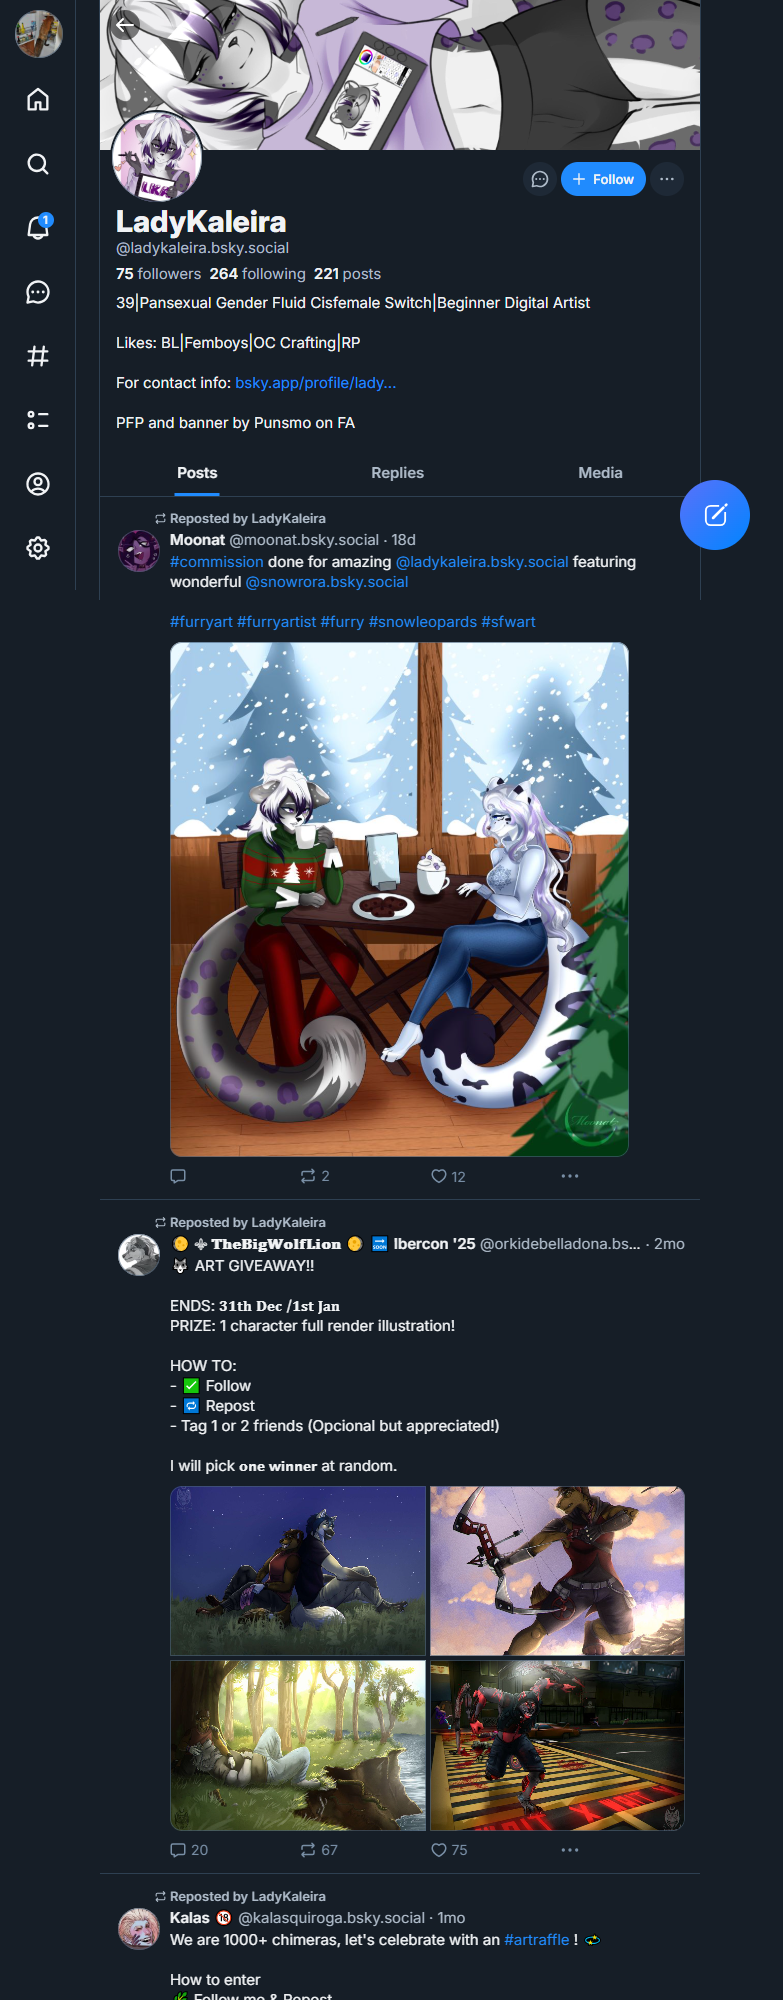 LadyKaleira
@ladykaleira.bsky.social
75 followers 264 following 221 posts
39|Pansexual Gender Fluid Cisfemale Switch|Beginner Digital Artist
Likes: BL|Femboys|OC Crafting|RP
For contact info: bsky.app/profile/lady...
PFP and banner by Punsmo on FA
Posts Replies Media
1
Follow
Reposted by LadyKaleira
Moonat @moonat.bsky.social · 18d
#commission done for amazing @ladykaleira.bsky.social featuring
wonderful @snowrora.bsky.social
#furryart #furryartist #furry #snowleopards #sfwart
Moonat
2 12
Reposted by LadyKaleira
𝐓𝐡𝐞𝐁𝐢𝐠𝐖𝐨𝐥𝐟𝐋𝐢𝐨𝐧 🔜 Ibercon '25 @orkidebelladona.bs... · 2mo
ART GIVEAWAY!!
ENDS: 𝟑𝟏𝐭𝐡 𝐃𝐞𝐜 /𝟏𝐬𝐭 𝐉𝐚𝐧
PRIZE: 1 character full render illustration!
HOW TO:
- ✅ Follow
- 🔁 Repost
- Tag 1 or 2 friends (Opcional but appreciated!)
I will pick 𝐨𝐧𝐞 𝐰𝐢𝐧𝐧𝐞𝐫 at random.
20 67 75
Reposted by LadyKaleira
Kalas 🔞 @kalasquiroga.bsky.social · 1mo
We are 1000+ chimeras, let's celebrate with an #artraffle ! 💫
How to enter
Follow me & Repost